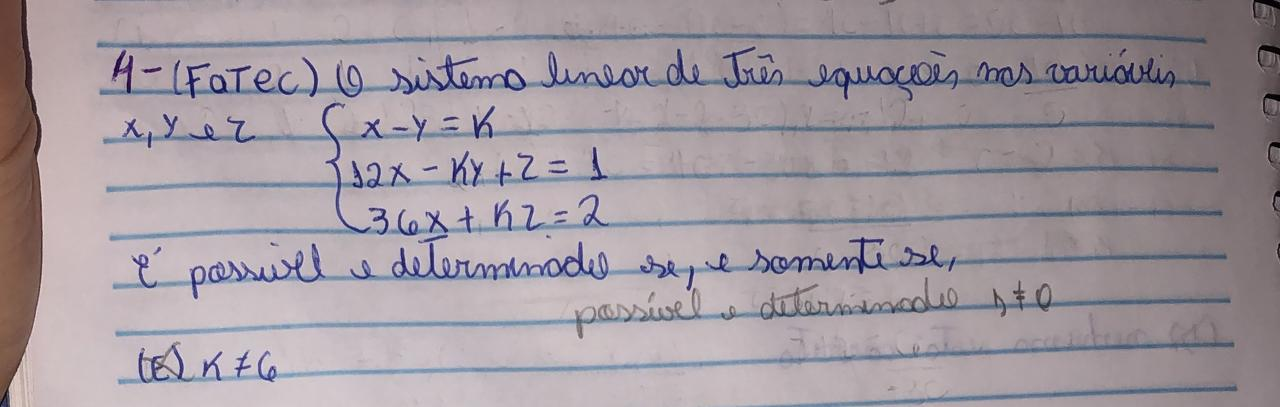 4-(FaTec) O sistema linear de Três equações nas variáveis
x, y e z { x-y=K
12x-Ky+z=1
36x+Kz=2
é possível e determinado se, e somente se,
possível e determinado D≠0
(E) K≠6